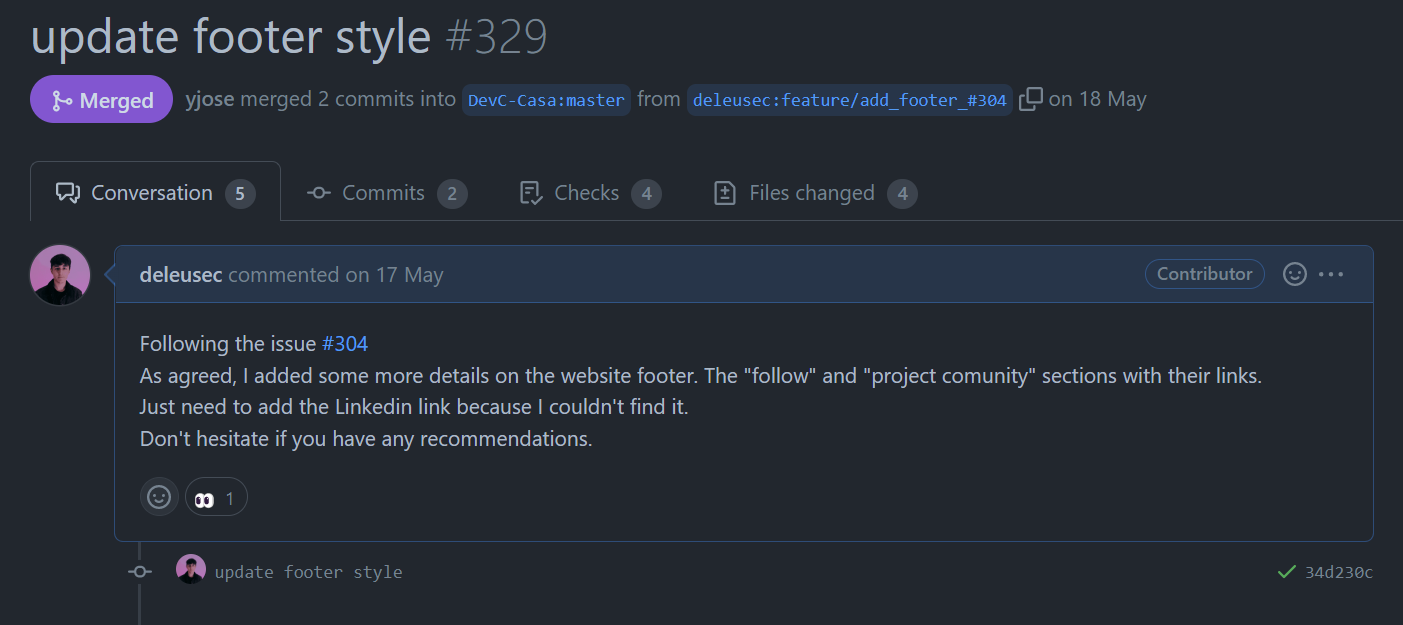 update footer style #329
Merged yjose merged 2 commits into DevC-Casa:master from deleusec:feature/add_footer_#304 on 18 May
Conversation 5 Commits 2 Checks 4 Files changed 4
deleusec commented on 17 May Contributor
Following the issue #304
As agreed, I added some more details on the website footer. The "follow" and "project comunity" sections with their links.
Just need to add the Linkedin link because I couldn't find it.
Don't hesitate if you have any recommendations.
👀 1
update footer style 34d230c